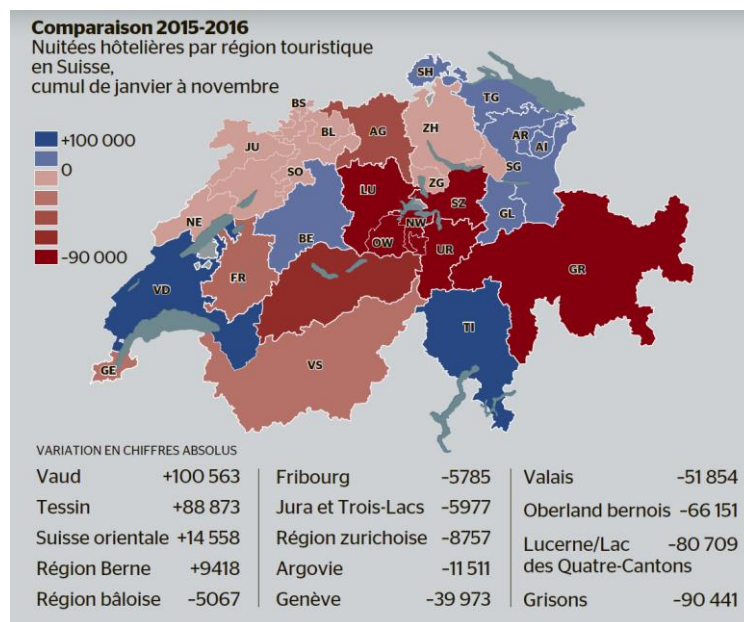 Comparaison 2015-2016
Nuitées hôtelières par région touristique
en Suisse,
cumul de janvier à novembre
+100 000
0
-90 000
SH
TG
BS
BL
AG
ZH
AR
AI
JU
SO
SG
LU
ZG
SZ
NE
GL
BE
NW
OW
UR
FR
GR
VD
TI
GE
VS
VARIATION EN CHIFFRES ABSOLUS
Vaud +100 563
Tessin +88 873
Suisse orientale +14 558
Région Berne +9418
Région bâloise -5067
Fribourg -5785
Jura et Trois-Lacs -5977
Région zurichoise -8757
Argovie -11 511
Genève -39 973
Valais -51 854
Oberland bernois -66 151
Lucerne/Lac -80 709
des Quatre-Cantons
Grisons -90 441